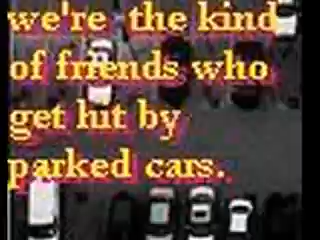 we're the kind
of friends who
get hit by
parked cars.